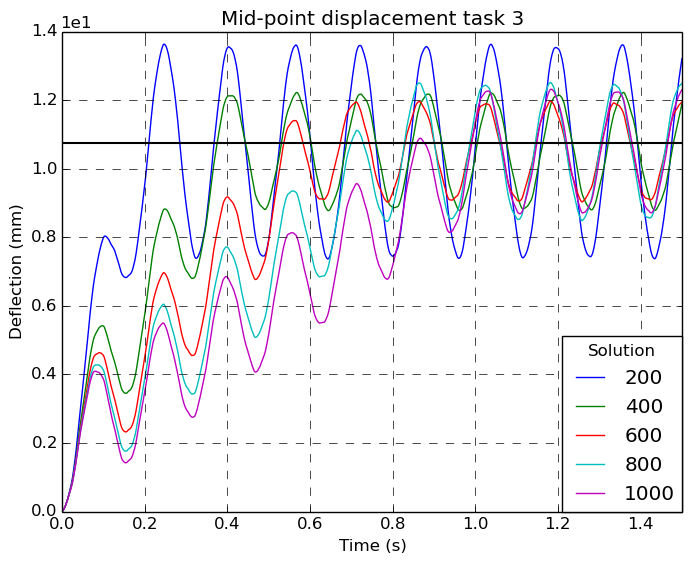 Mid-point displacement task 3
1e1
1.4
1.2
1.0
0.8
0.6
0.4
0.2
0.0
Deflection (mm)
0.0 0.2 0.4 0.6 0.8 1.0 1.2 1.4
Time (s)
Solution
200
400
600
800
1000